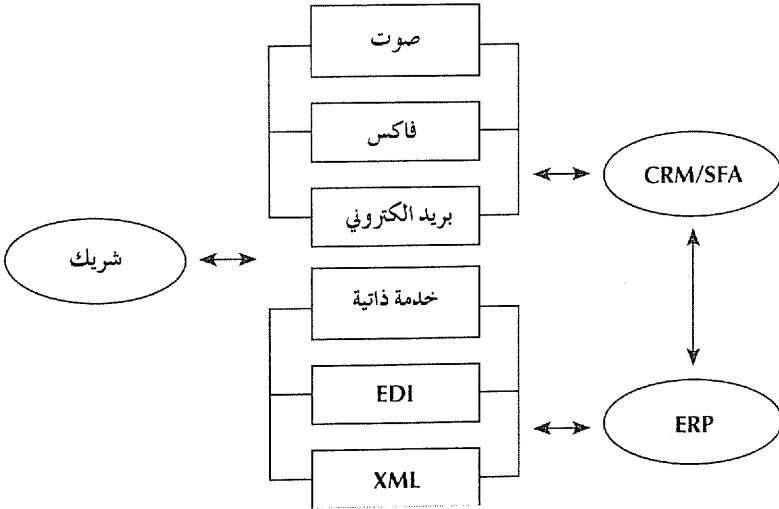 صوت
فاكس
CRM/SFA
بريد الكتروني
شريك
خدمة ذاتية
EDI
ERP
XML